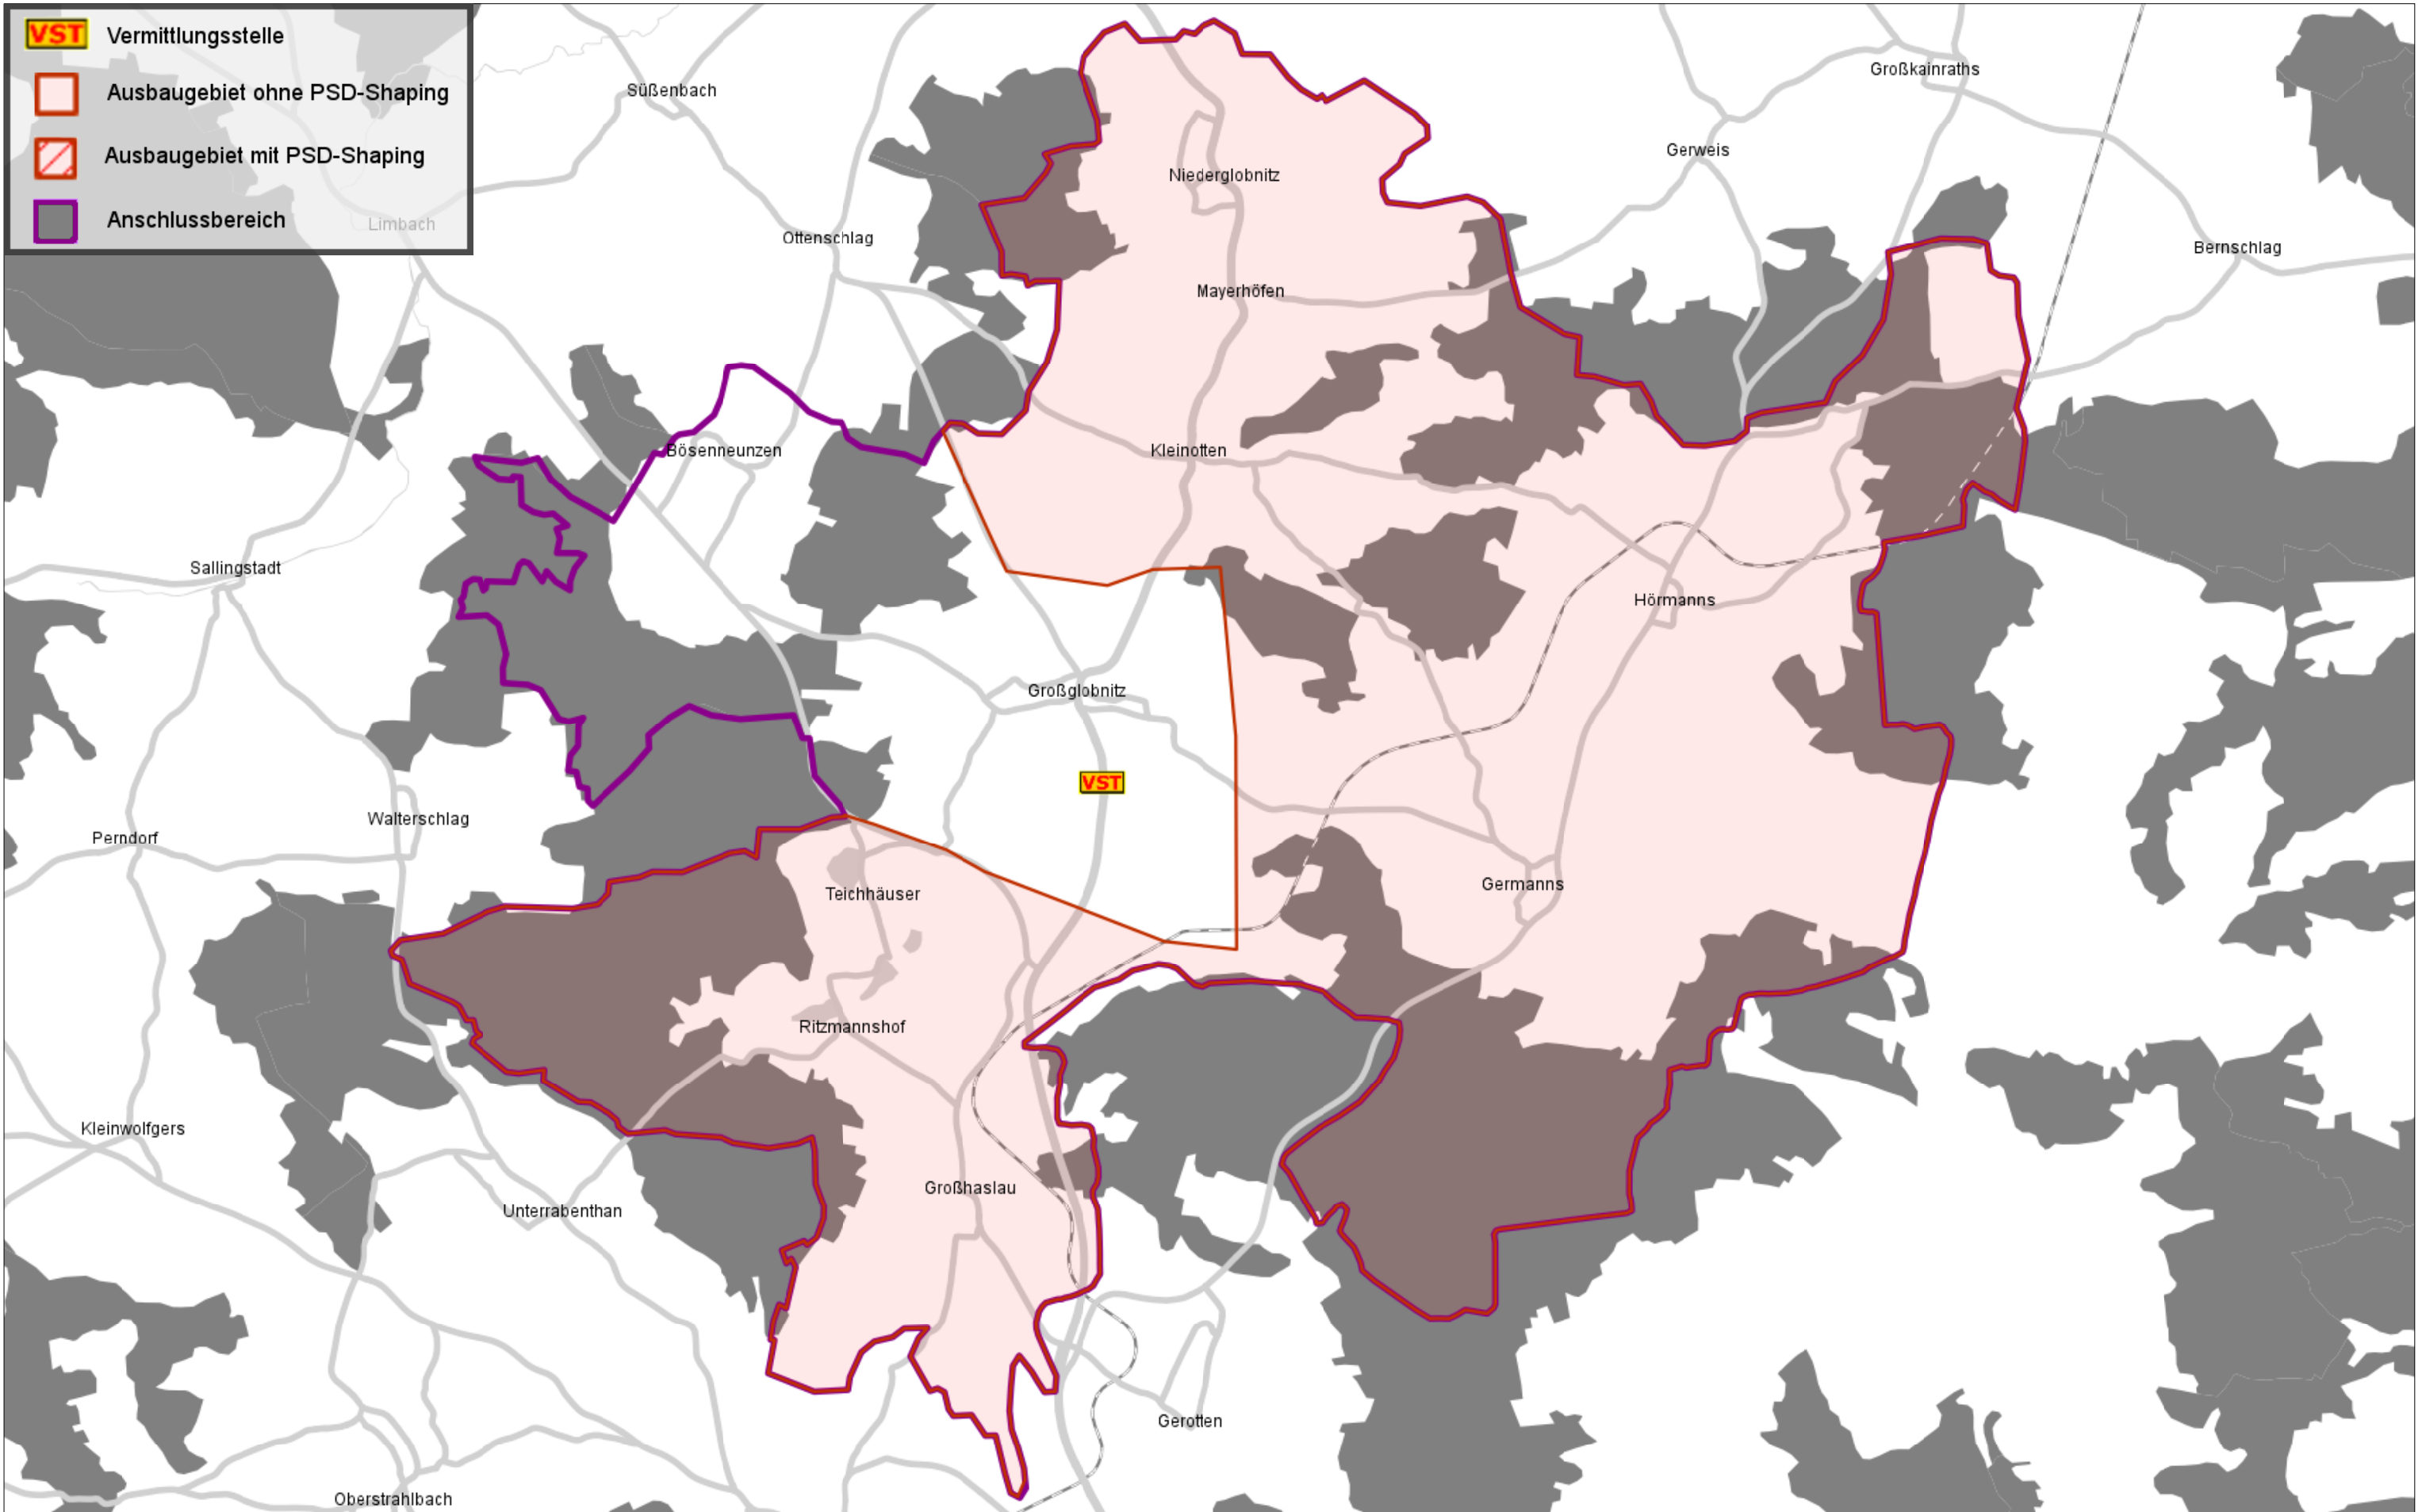 VST Vermittlungsstelle
Ausbaugebiet ohne PSD-Shaping
Ausbaugebiet mit PSD-Shaping
Anschlussbereich
Limbach
Süßenbach
Großkainraths
Gerweis
Niederglobnitz
Ottenschlag
Bernschlag
Mayerhöfen
Bösenneunzen
Kleinotten
Sallingstadt
Hörmanns
Großglobnitz
VST
Walterschlag
Perndorf
Germanns
Teichhäuser
Ritzmannshof
Kleinwolfgers
Großhaslau
Unterrabenthan
Gerotten
Oberstrahlbach